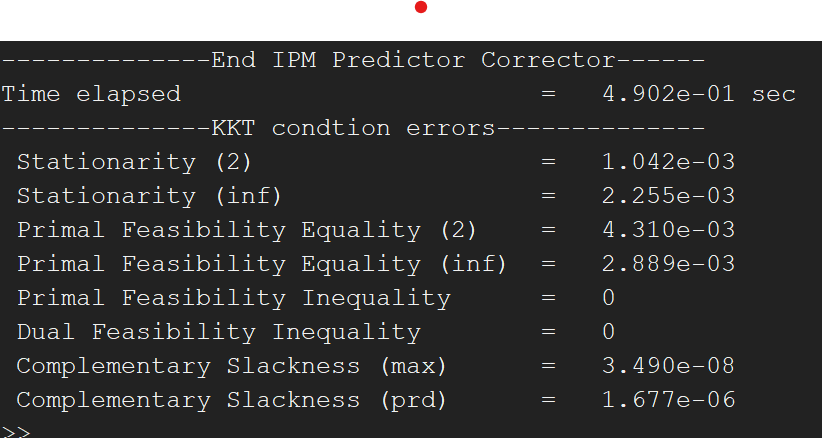 --------------End IPM Predictor Corrector------
Time elapsed = 4.902e-01 sec
--------------KKT condtion errors--------------
Stationarity (2) = 1.042e-03
Stationarity (inf) = 2.255e-03
Primal Feasibility Equality (2) = 4.310e-03
Primal Feasibility Equality (inf) = 2.889e-03
Primal Feasibility Inequality = 0
Dual Feasibility Inequality = 0
Complementary Slackness (max) = 3.490e-08
Complementary Slackness (prd) = 1.677e-06
>>